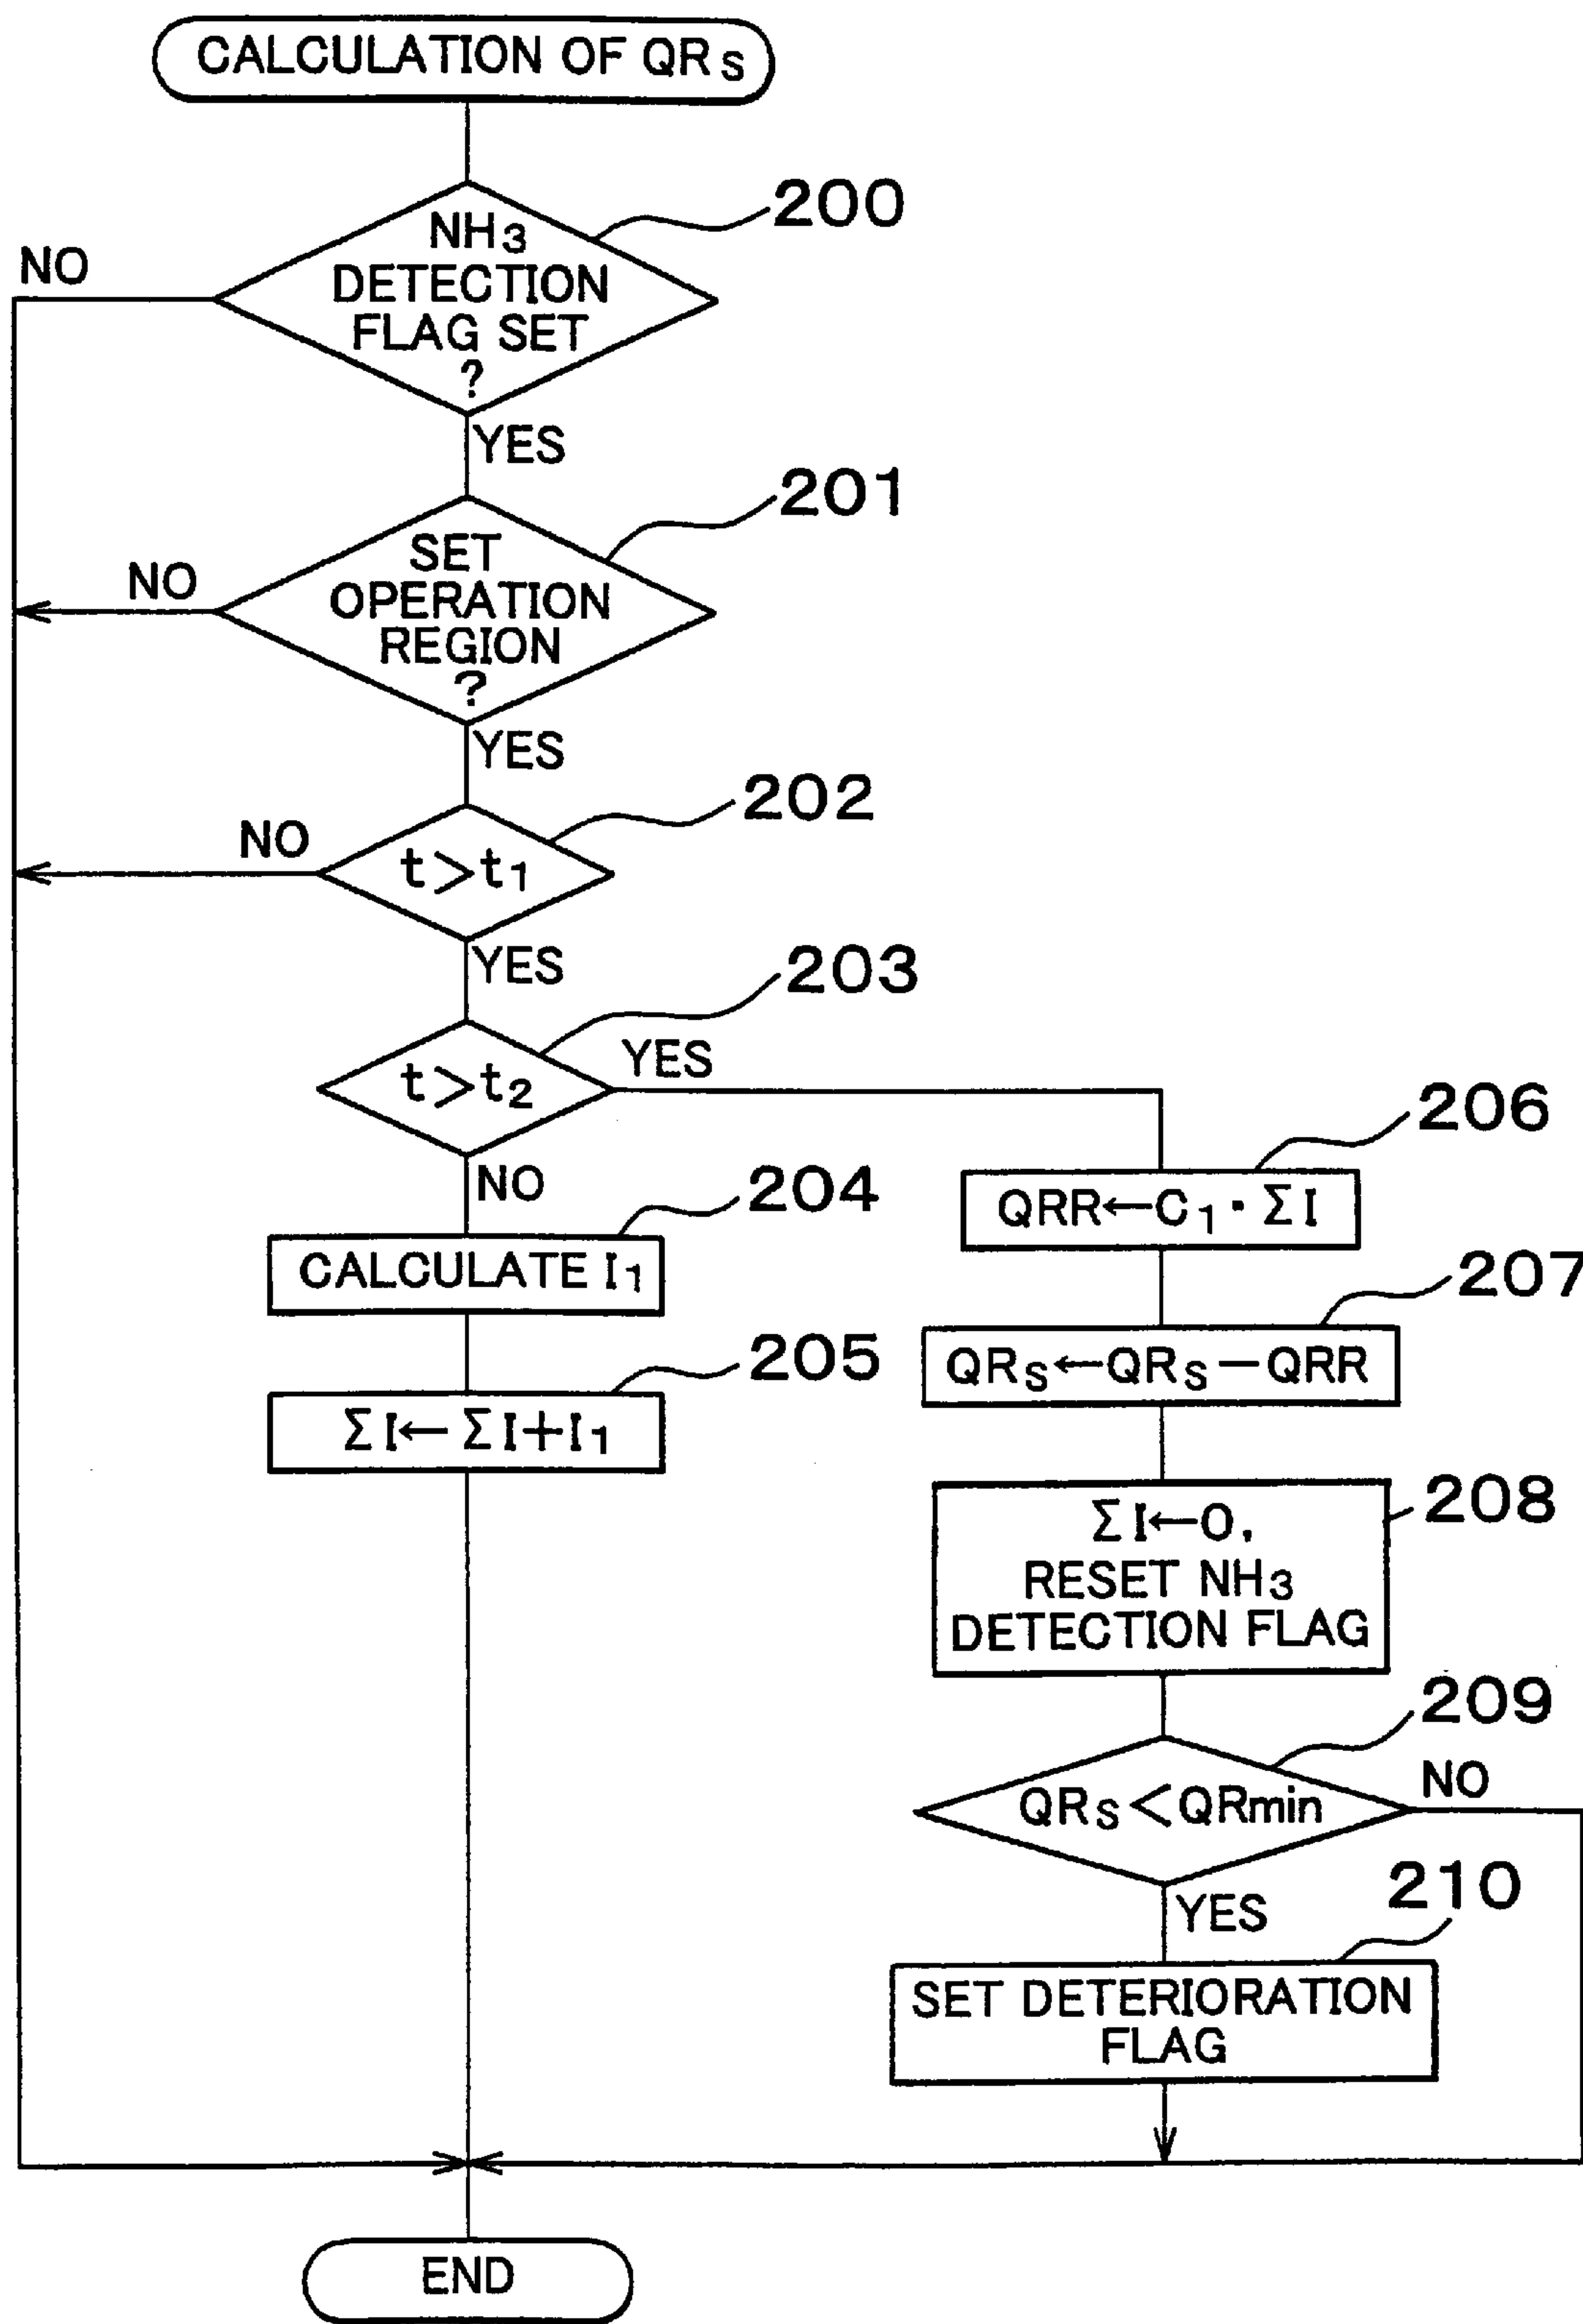 CALCULATION OF QRS
200
NH3
DETECTION
FLAG SET
?
NO
YES
201
SET
OPERATION
REGION
?
NO
YES
202
t>t1
NO
YES
203
t>t2
YES
NO
204
CALCULATE I1
205
ΣI←ΣI+I1
206
QRR←C1・ΣI
207
QRS←QRS−QRR
208
ΣI←0,
RESET NH3
DETECTION FLAG
209
QRS<QRmin
NO
YES
210
SET DETERIORATION
FLAG
END